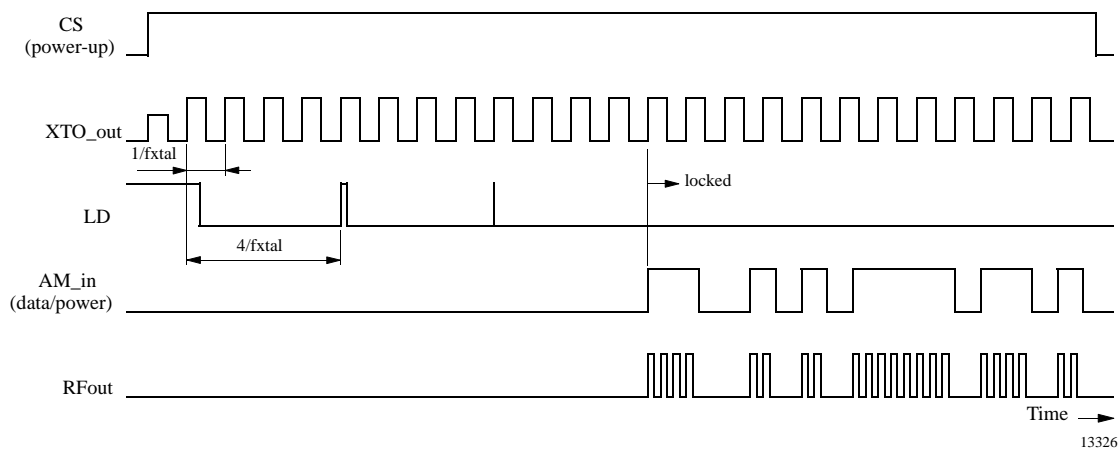 CS
(power-up)
XTO_out
1/fxtal
locked
LD
4/fxtal
AM_in
(data/power)
RFout
Time
13326